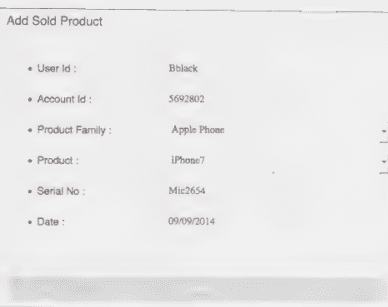 Add Sold Product
• User Id : Bblack
• Account Id : 5692802
• Product Family : Apple Phone
• Product : iPhone7
• Serial No : Mic2654
• Date : 09/09/2014